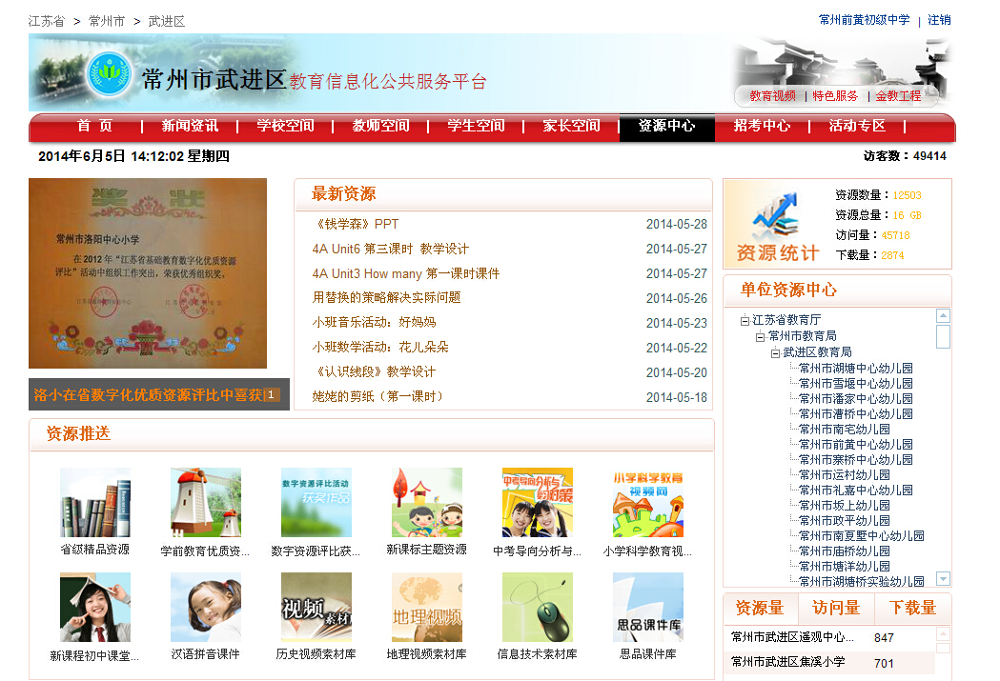 江苏省 > 常州市 > 武进区
常州前黄初级中学 | 注销
常州市武进区教育信息化公共服务平台
教育视频 | 特色服务 | 金教工程
首 页 | 新闻资讯 | 学校空间 | 教师空间 | 学生空间 | 家长空间 | 资源中心 | 招考中心 | 活动专区 |
2014年6月5日 14:12:02 星期四
访客数：49414
奖 状
常州市洛阳中心小学
在2012年“江苏省基础教育数字化优质资源
评比”活动中组织工作突出，荣获优秀组织奖。
洛小在省数字化优质资源评比中喜获
1
最新资源
《钱学森》PPT 2014-05-28
4A Unit6 第三课时 教学设计 2014-05-27
4A Unit3 How many 第一课时课件 2014-05-27
用替换的策略解决实际问题 2014-05-26
小班音乐活动：好妈妈 2014-05-23
小班数学活动：花儿朵朵 2014-05-22
《认识线段》教学设计 2014-05-20
姥姥的剪纸（第一课时） 2014-05-18
资源统计
资源数量：12503
资源总量：16 GB
访问量：45718
下载量：2874
单位资源中心
江苏省教育厅
常州市教育局
武进区教育局
常州市湖塘中心幼儿园
常州市雪堰中心幼儿园
常州市潘家中心幼儿园
常州市漕桥中心幼儿园
常州市南宅幼儿园
常州市前黄中心幼儿园
常州市寨桥中心幼儿园
常州市运村幼儿园
常州市礼嘉中心幼儿园
常州市坂上幼儿园
常州市政平幼儿园
常州市南夏墅中心幼儿园
常州市庙桥幼儿园
常州市塘洋幼儿园
常州市湖塘桥实验幼儿园
资源推送
数字资源评比活动
获奖作品
中考导向分析与
对策
小学科学教育
视频网
省级精品资源
学前教育优质资...
数字资源评比获...
新课标主题资源
中考导向分析与...
小学科学教育视...
视频素材
地理视频
思品课件库
新课程初中课堂...
汉语拼音课件
历史视频素材库
地理视频素材库
信息技术素材库
思品课件库
资源量 访问量 下载量
常州市武进区遥观中心... 847
常州市武进区焦溪小学 701